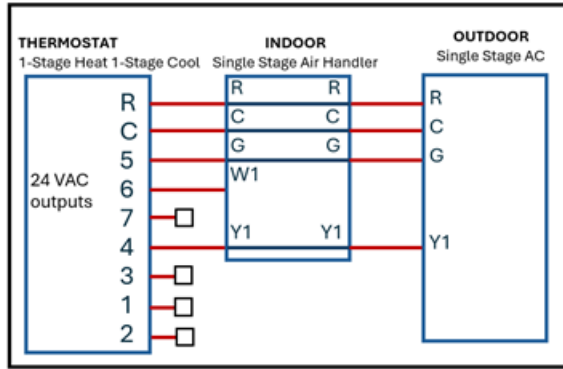 THERMOSTAT
1-Stage Heat 1-Stage Cool
INDOOR
Single Stage Air Handler
OUTDOOR
Single Stage AC
24 VAC
outputs
R
C
5
6
7
4
3
1
2
R R
C C
G G
W1
Y1 Y1
R
C
G
Y1